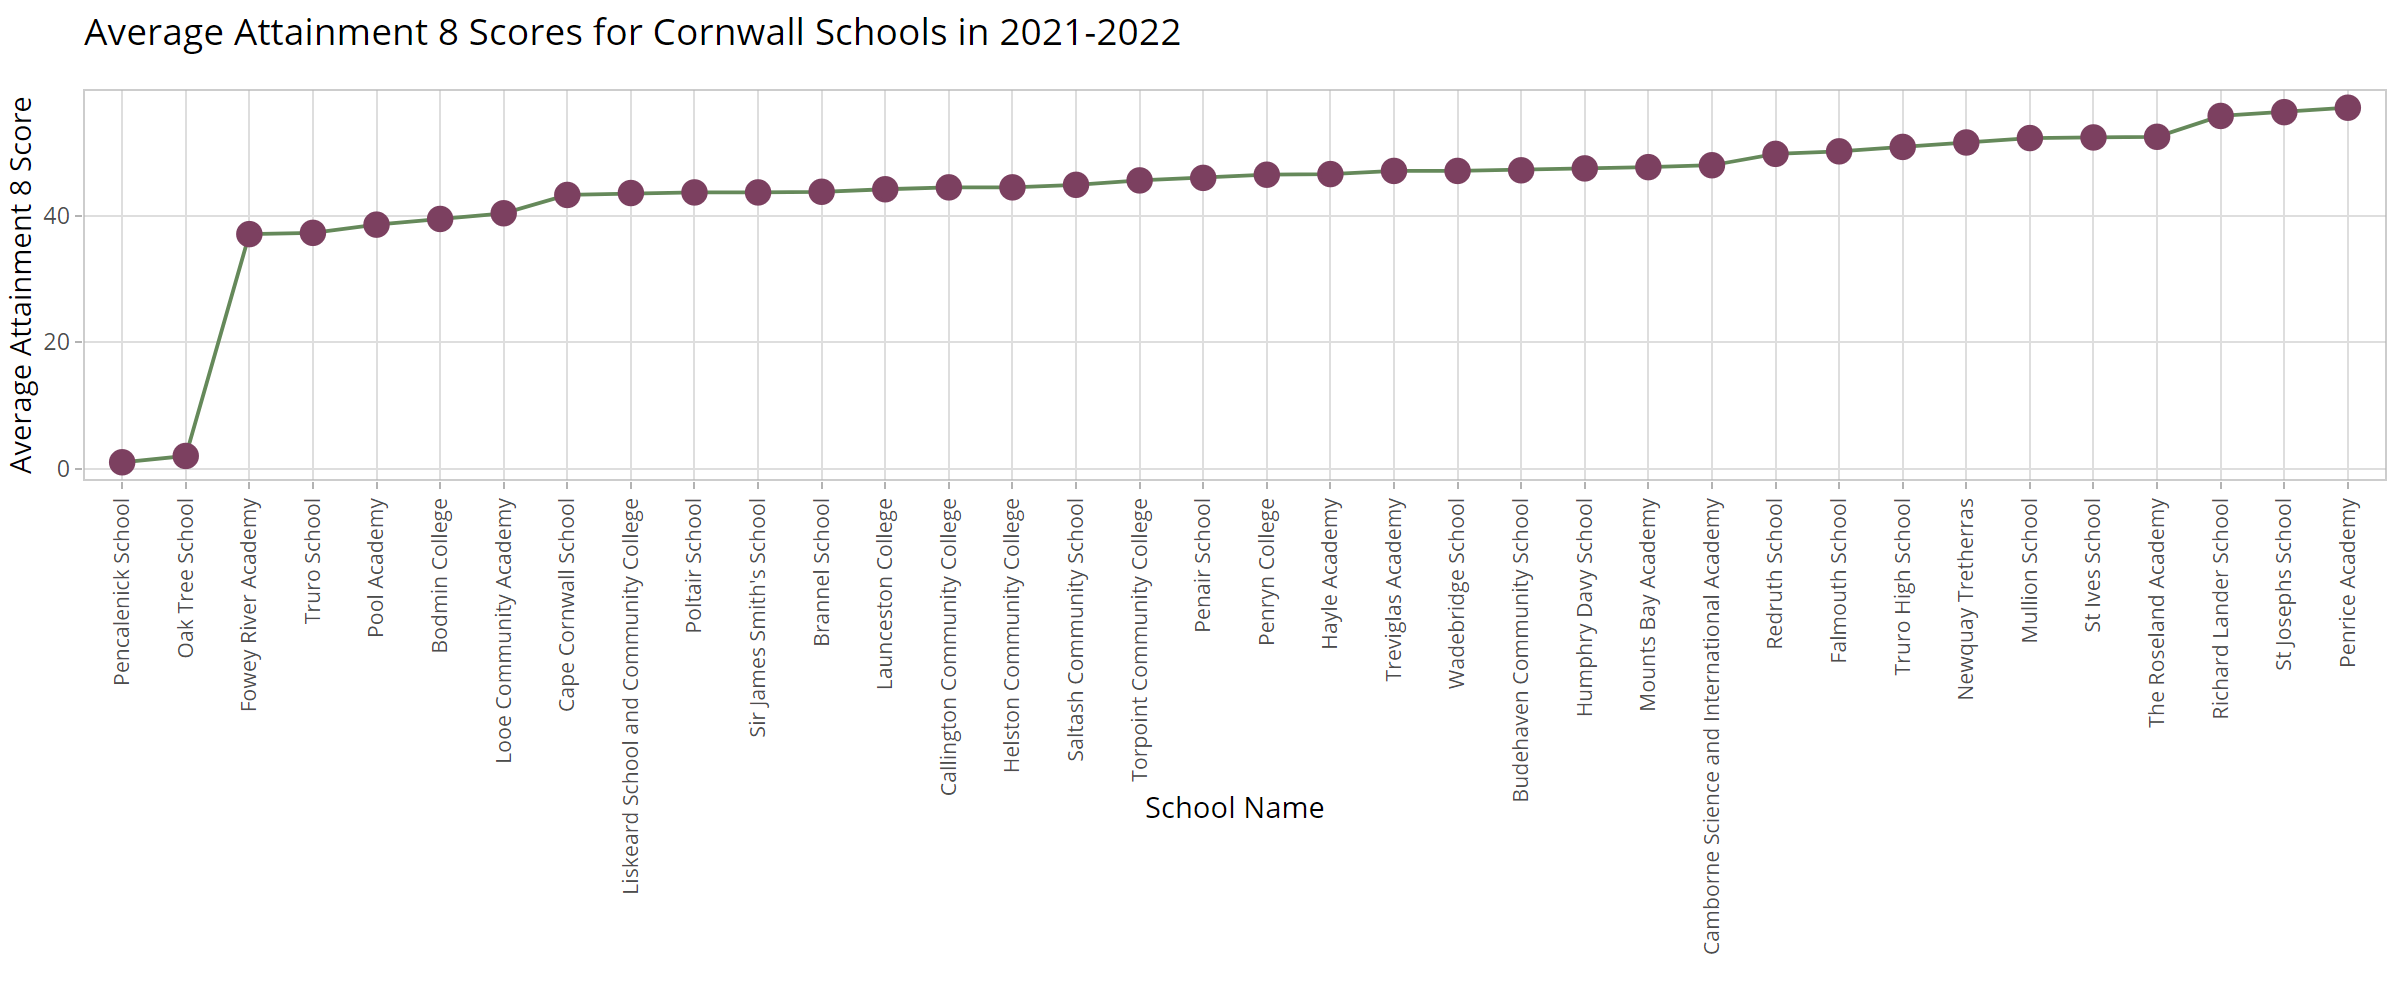 Average Attainment 8 Scores for Cornwall Schools in 2021-2022
Average Attainment 8 Score
40
20
0
Pencalenick School
Oak Tree School
Fowey River Academy
Truro School
Pool Academy
Bodmin College
Looe Community Academy
Cape Cornwall School
Liskeard School and Community College
Poltair School
Sir James Smith's School
Brannel School
Launceston College
Callington Community College
Helston Community College
Saltash Community School
Torpoint Community College
Penair School
Penryn College
Hayle Academy
Treviglas Academy
Wadebridge School
Budehaven Community School
Humphry Davy School
Mounts Bay Academy
Camborne Science and International Academy
Redruth School
Falmouth School
Truro High School
Newquay Tretherras
Mullion School
St Ives School
The Roseland Academy
Richard Lander School
St Josephs School
Penrice Academy
School Name